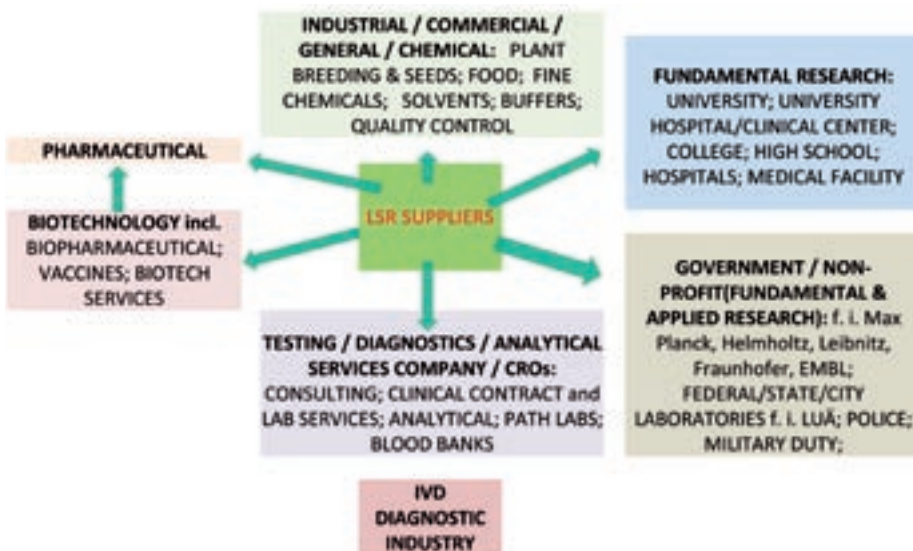 INDUSTRIAL / COMMERCIAL /
GENERAL / CHEMICAL: PLANT
BREEDING & SEEDS; FOOD; FINE
CHEMICALS; SOLVENTS; BUFFERS;
QUALITY CONTROL
FUNDAMENTAL RESEARCH:
UNIVERSITY; UNIVERSITY
HOSPITAL/CLINICAL CENTER;
COLLEGE; HIGH SCHOOL;
HOSPITALS; MEDICAL FACILITY
PHARMACEUTICAL
LSR SUPPLIERS
BIOTECHNOLOGY incl.
BIOPHARMACEUTICAL;
VACCINES; BIOTECH
SERVICES
GOVERNMENT / NON-
PROFIT(FUNDAMENTAL &
APPLIED RESEARCH): f. i. Max
Planck, Helmholtz, Leibnitz,
Fraunhofer, EMBL;
FEDERAL/STATE/CITY
LABORATORIES f. i. LUÄ; POLICE;
MILITARY DUTY;
TESTING / DIAGNOSTICS / ANALYTICAL
SERVICES COMPANY / CROs:
CONSULTING; CLINICAL CONTRACT and
LAB SERVICES; ANALYTICAL; PATH LABS;
BLOOD BANKS
IVD
DIAGNOSTIC
INDUSTRY